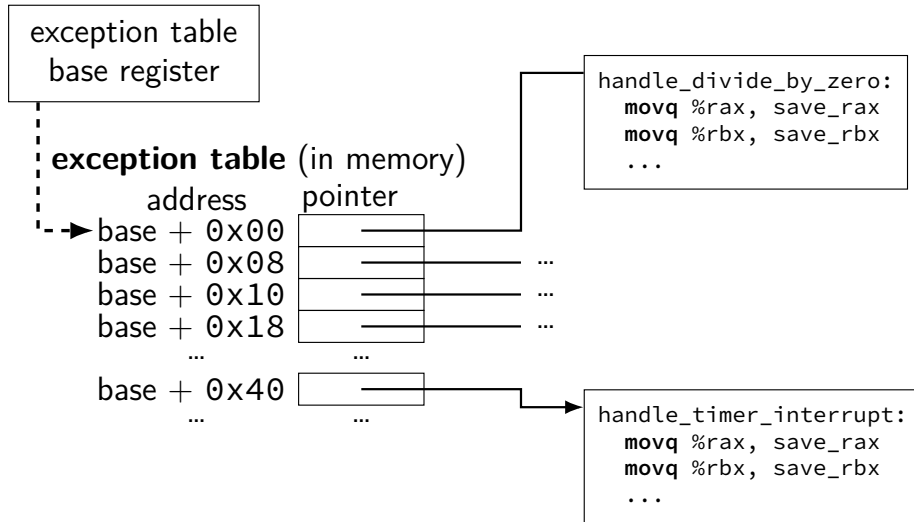 exception table
base register
exception table (in memory)
address pointer
base + 0x00
base + 0x08 ...
base + 0x10 ...
base + 0x18 ...
... ...
base + 0x40
... ...
handle_divide_by_zero:
movq %rax, save_rax
movq %rbx, save_rbx
...
handle_timer_interrupt:
movq %rax, save_rax
movq %rbx, save_rbx
...